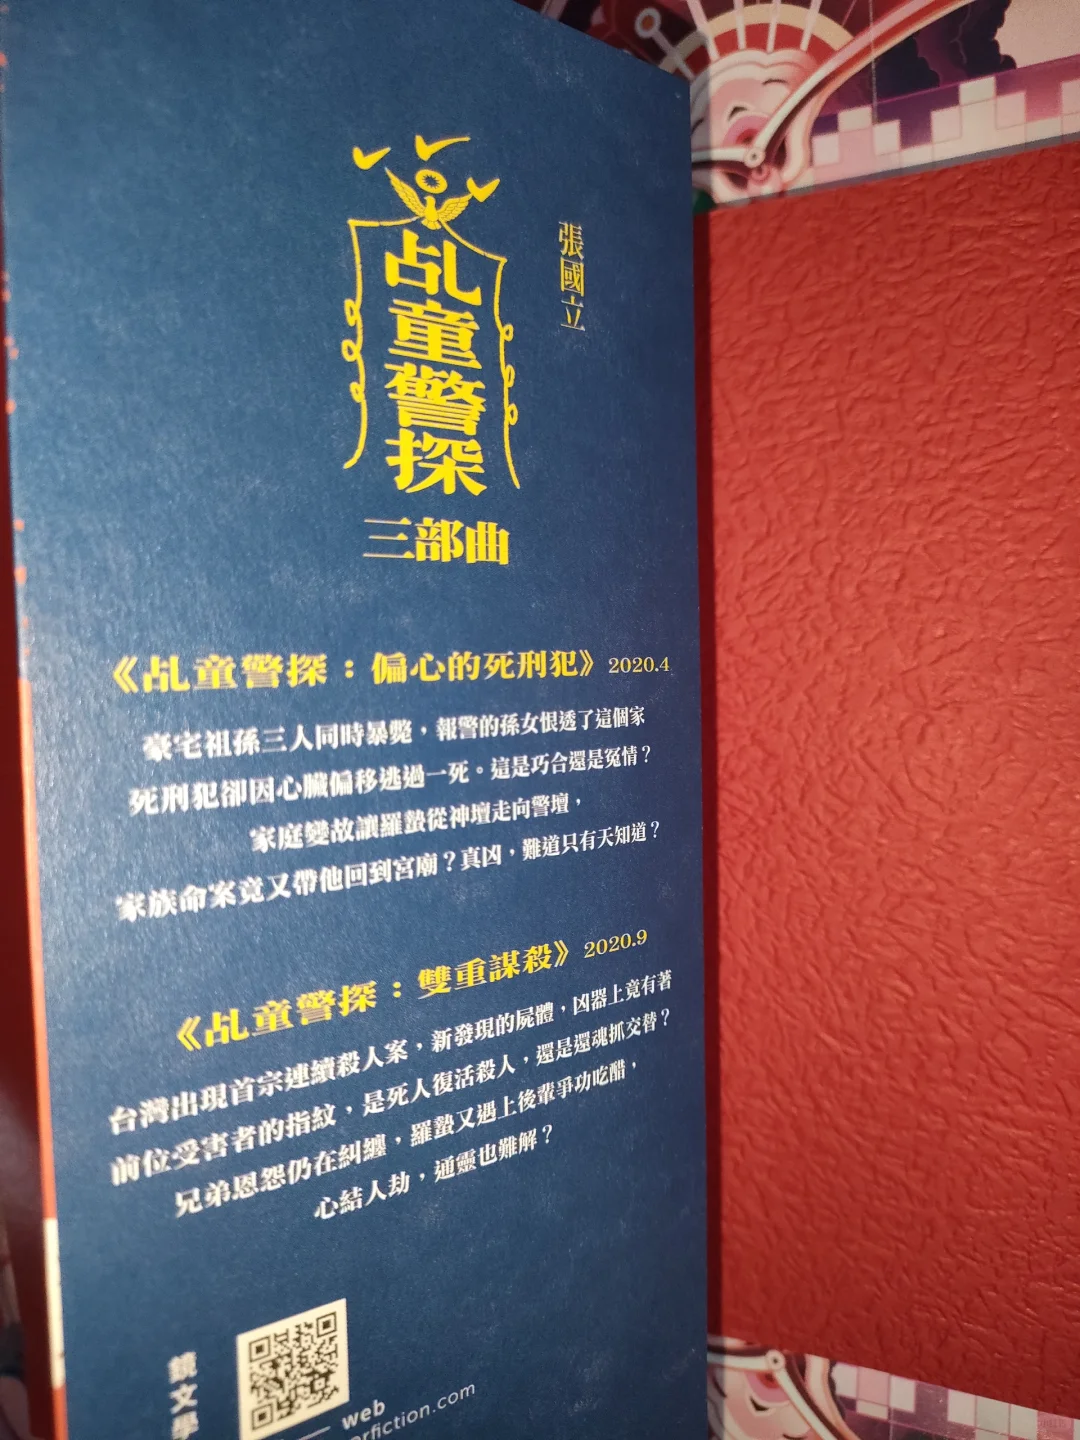 張國立
乩童警探
三部曲
《乩童警探：偏心的死刑犯》2020.4
豪宅祖孫三人同時暴斃，報警的孫女恨透了這個家
死刑犯卻因心臟偏移逃過一死。這是巧合還是冤情？
家庭變故讓羅蟄從神壇走向警壇，
家族命案竟又帶他回到宮廟？真凶，難道只有天知道？
《乩童警探：雙重謀殺》2020.9
台灣出現首宗連續殺人案，新發現的屍體，凶器上竟有著
前位受害者的指紋，是死人復活殺人，還是還魂抓交替？
兄弟恩怨仍在糾纏，羅蟄又遇上後輩爭功吃醋，
心結人劫，通靈也難解？
鏡文學
web
orfiction.com